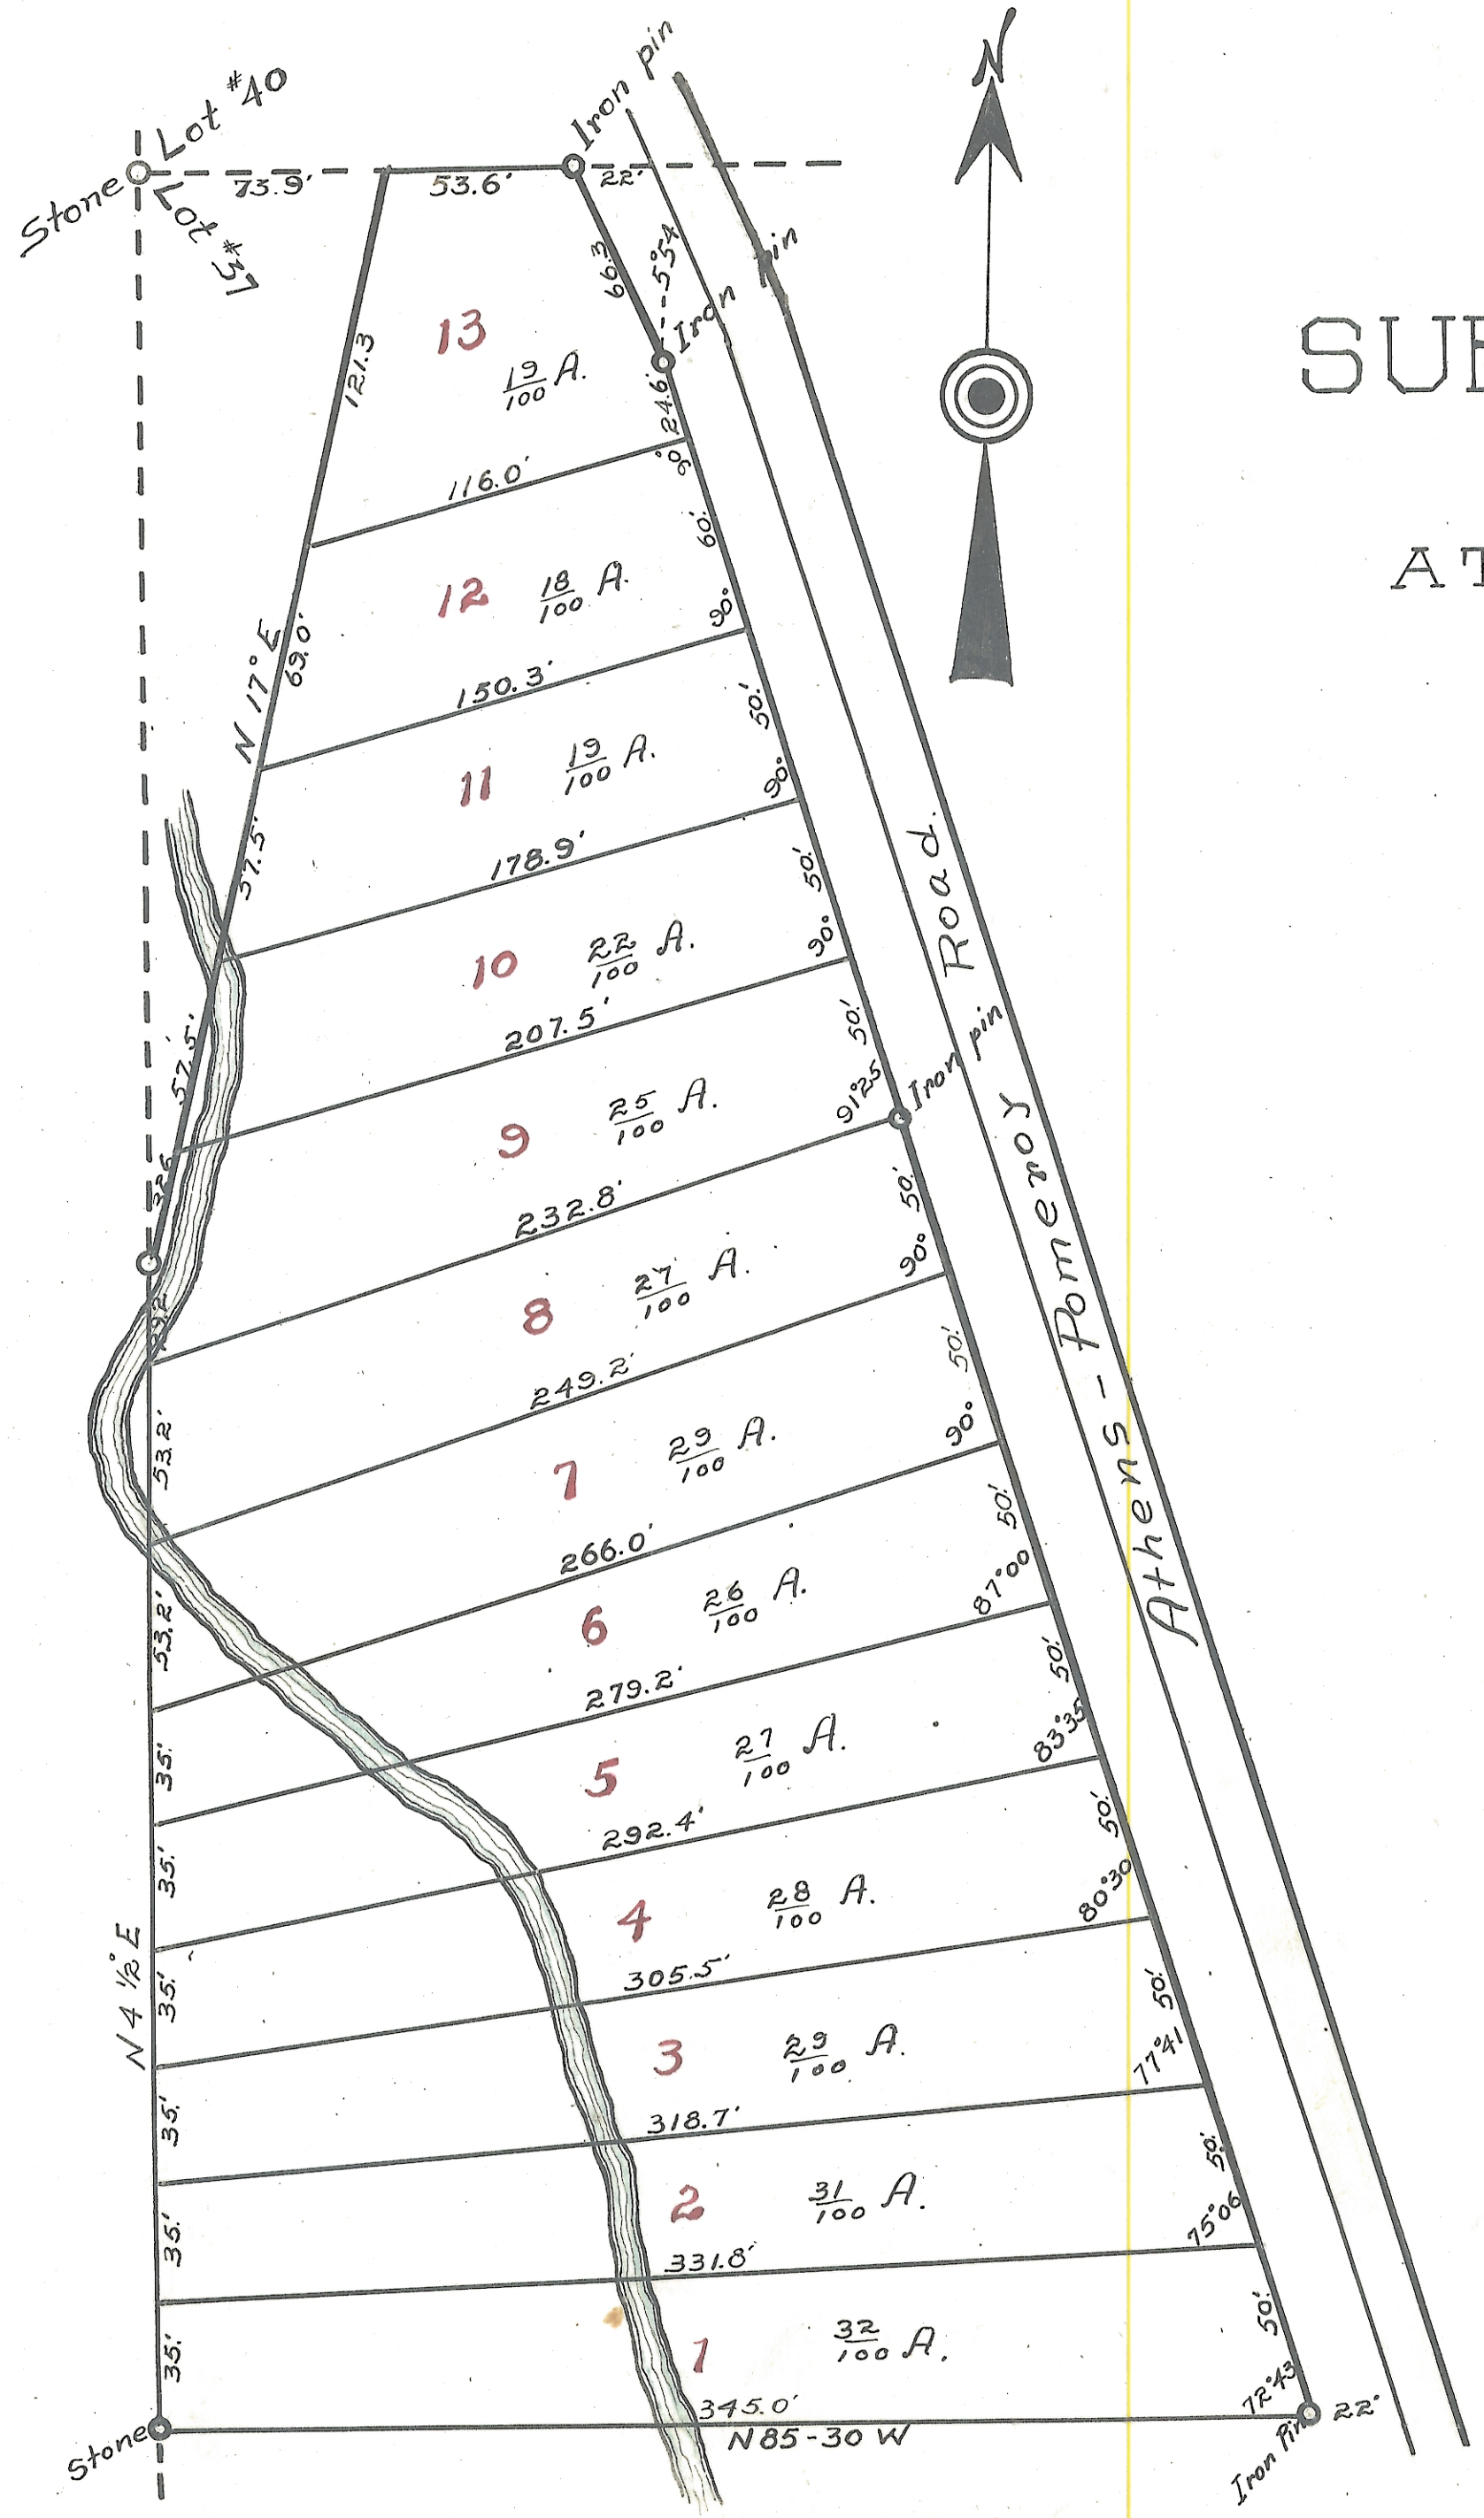 N
Lot #40
Stone
Lot #37
73.9'
53.6'
Iron pin
22'
66.3
5°54
Iron pin
SU
AT
13
19/100 A.
121.3
24.6'
90°
116.0'
12
18/100 A.
60'
90°
N 17° E
69.0'
150.3'
11
19/100 A.
50'
90°
57.5'
178.9'
10
22/100 A.
50'
90°
57.5'
207.5'
9
25/100 A.
50'
91°25
Iron pin
232.8'
8
27/100 A.
50'
90°
249.2'
53.2'
7
29/100 A.
50'
90°
266.0'
53.2'
6
26/100 A.
50'
87°00
279.2'
35'
5
27/100 A.
50'
83°35
292.4'
35'
4
28/100 A.
50'
80°30
305.5'
N 4 1/2° E
35'
3
29/100 A.
50'
77°41
318.7'
35'
2
31/100 A.
50'
75°06
331.8'
35'
1
32/100 A.
50'
72°43
345.0'
35'
Stone
N 85-30 W
Iron Pin
22'
Athens - Pomeroy Road.